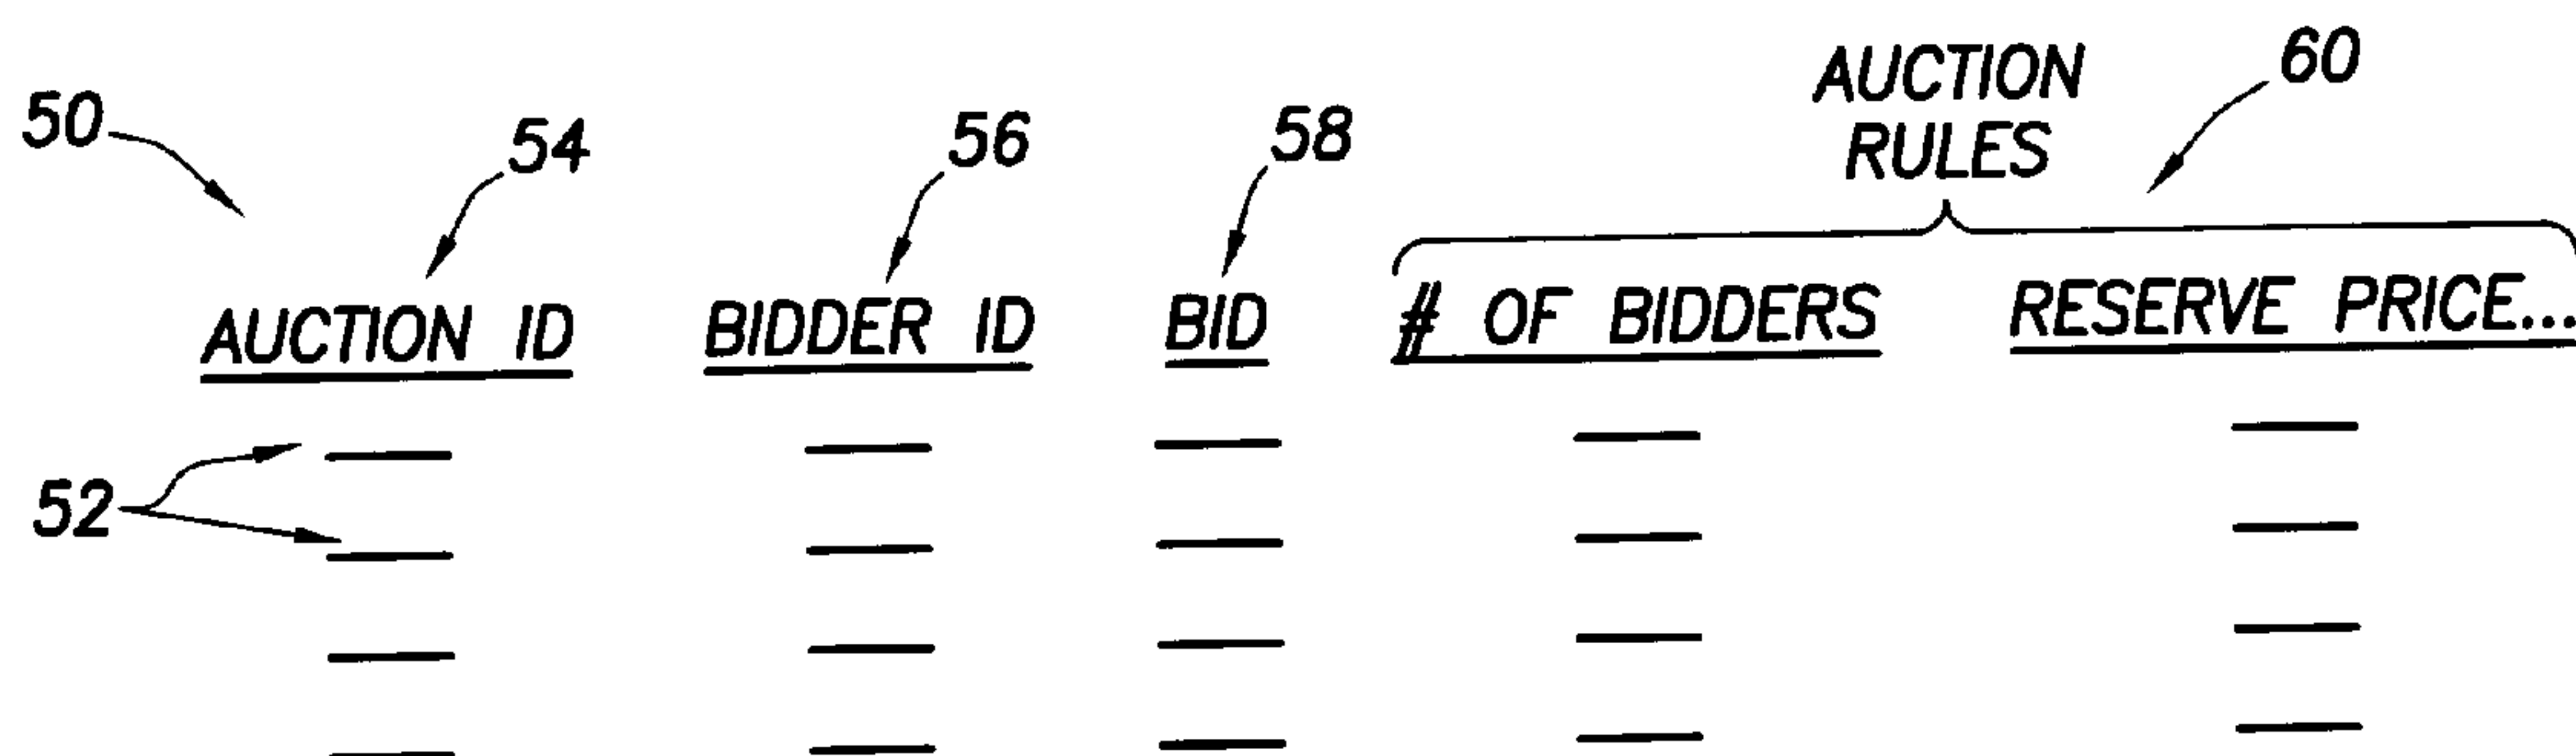 AUCTION 60
50 54 56 58 RULES
AUCTION ID BIDDER ID BID # OF BIDDERS RESERVE PRICE...
52